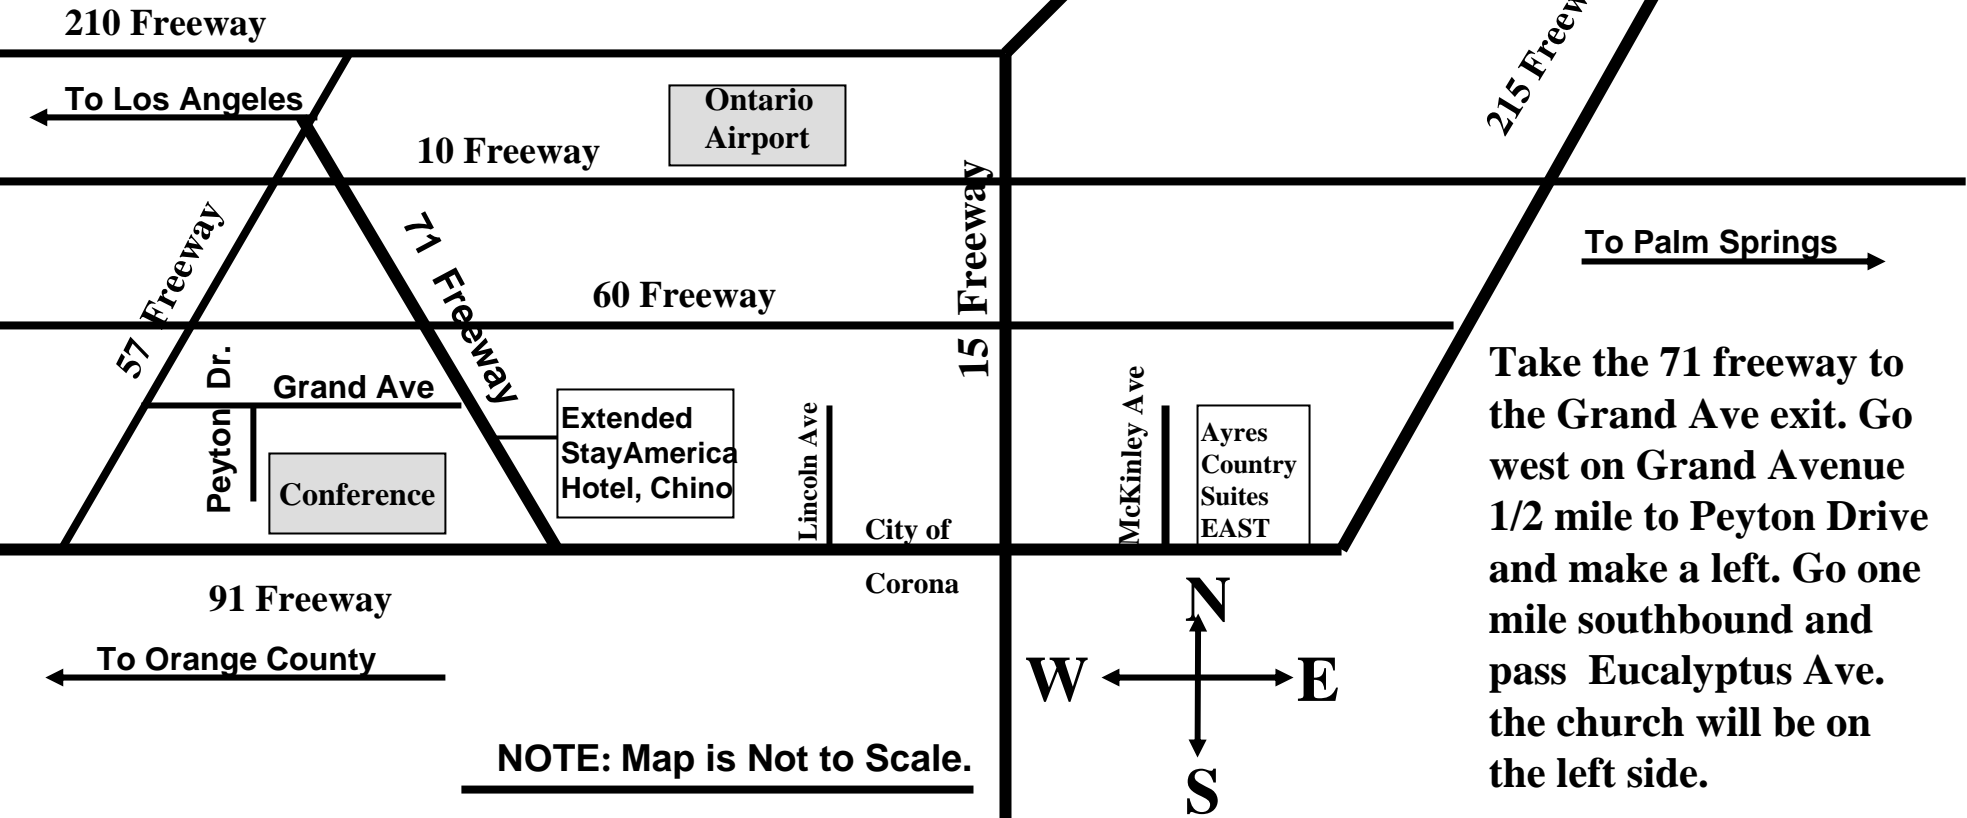 210 Freeway
To Los Angeles
Ontario
Airport
10 Freeway
215
57 Freeway
71 Freeway
15 Freeway
To Palm Springs
60 Freeway
Peyton Dr.
Grand Ave
Extended
StayAmerica
Hotel, Chino
Conference
Lincoln Ave
McKinley Ave
Ayres
Country
Suites
EAST
City of
Corona
91 Freeway
To Orange County
N
W
E
S
NOTE: Map is Not to Scale.
Take the 71 freeway to
the Grand Ave exit. Go
west on Grand Avenue
1/2 mile to Peyton Drive
and make a left. Go one
mile southbound and
pass Eucalyptus Ave.
the church will be on
the left side.